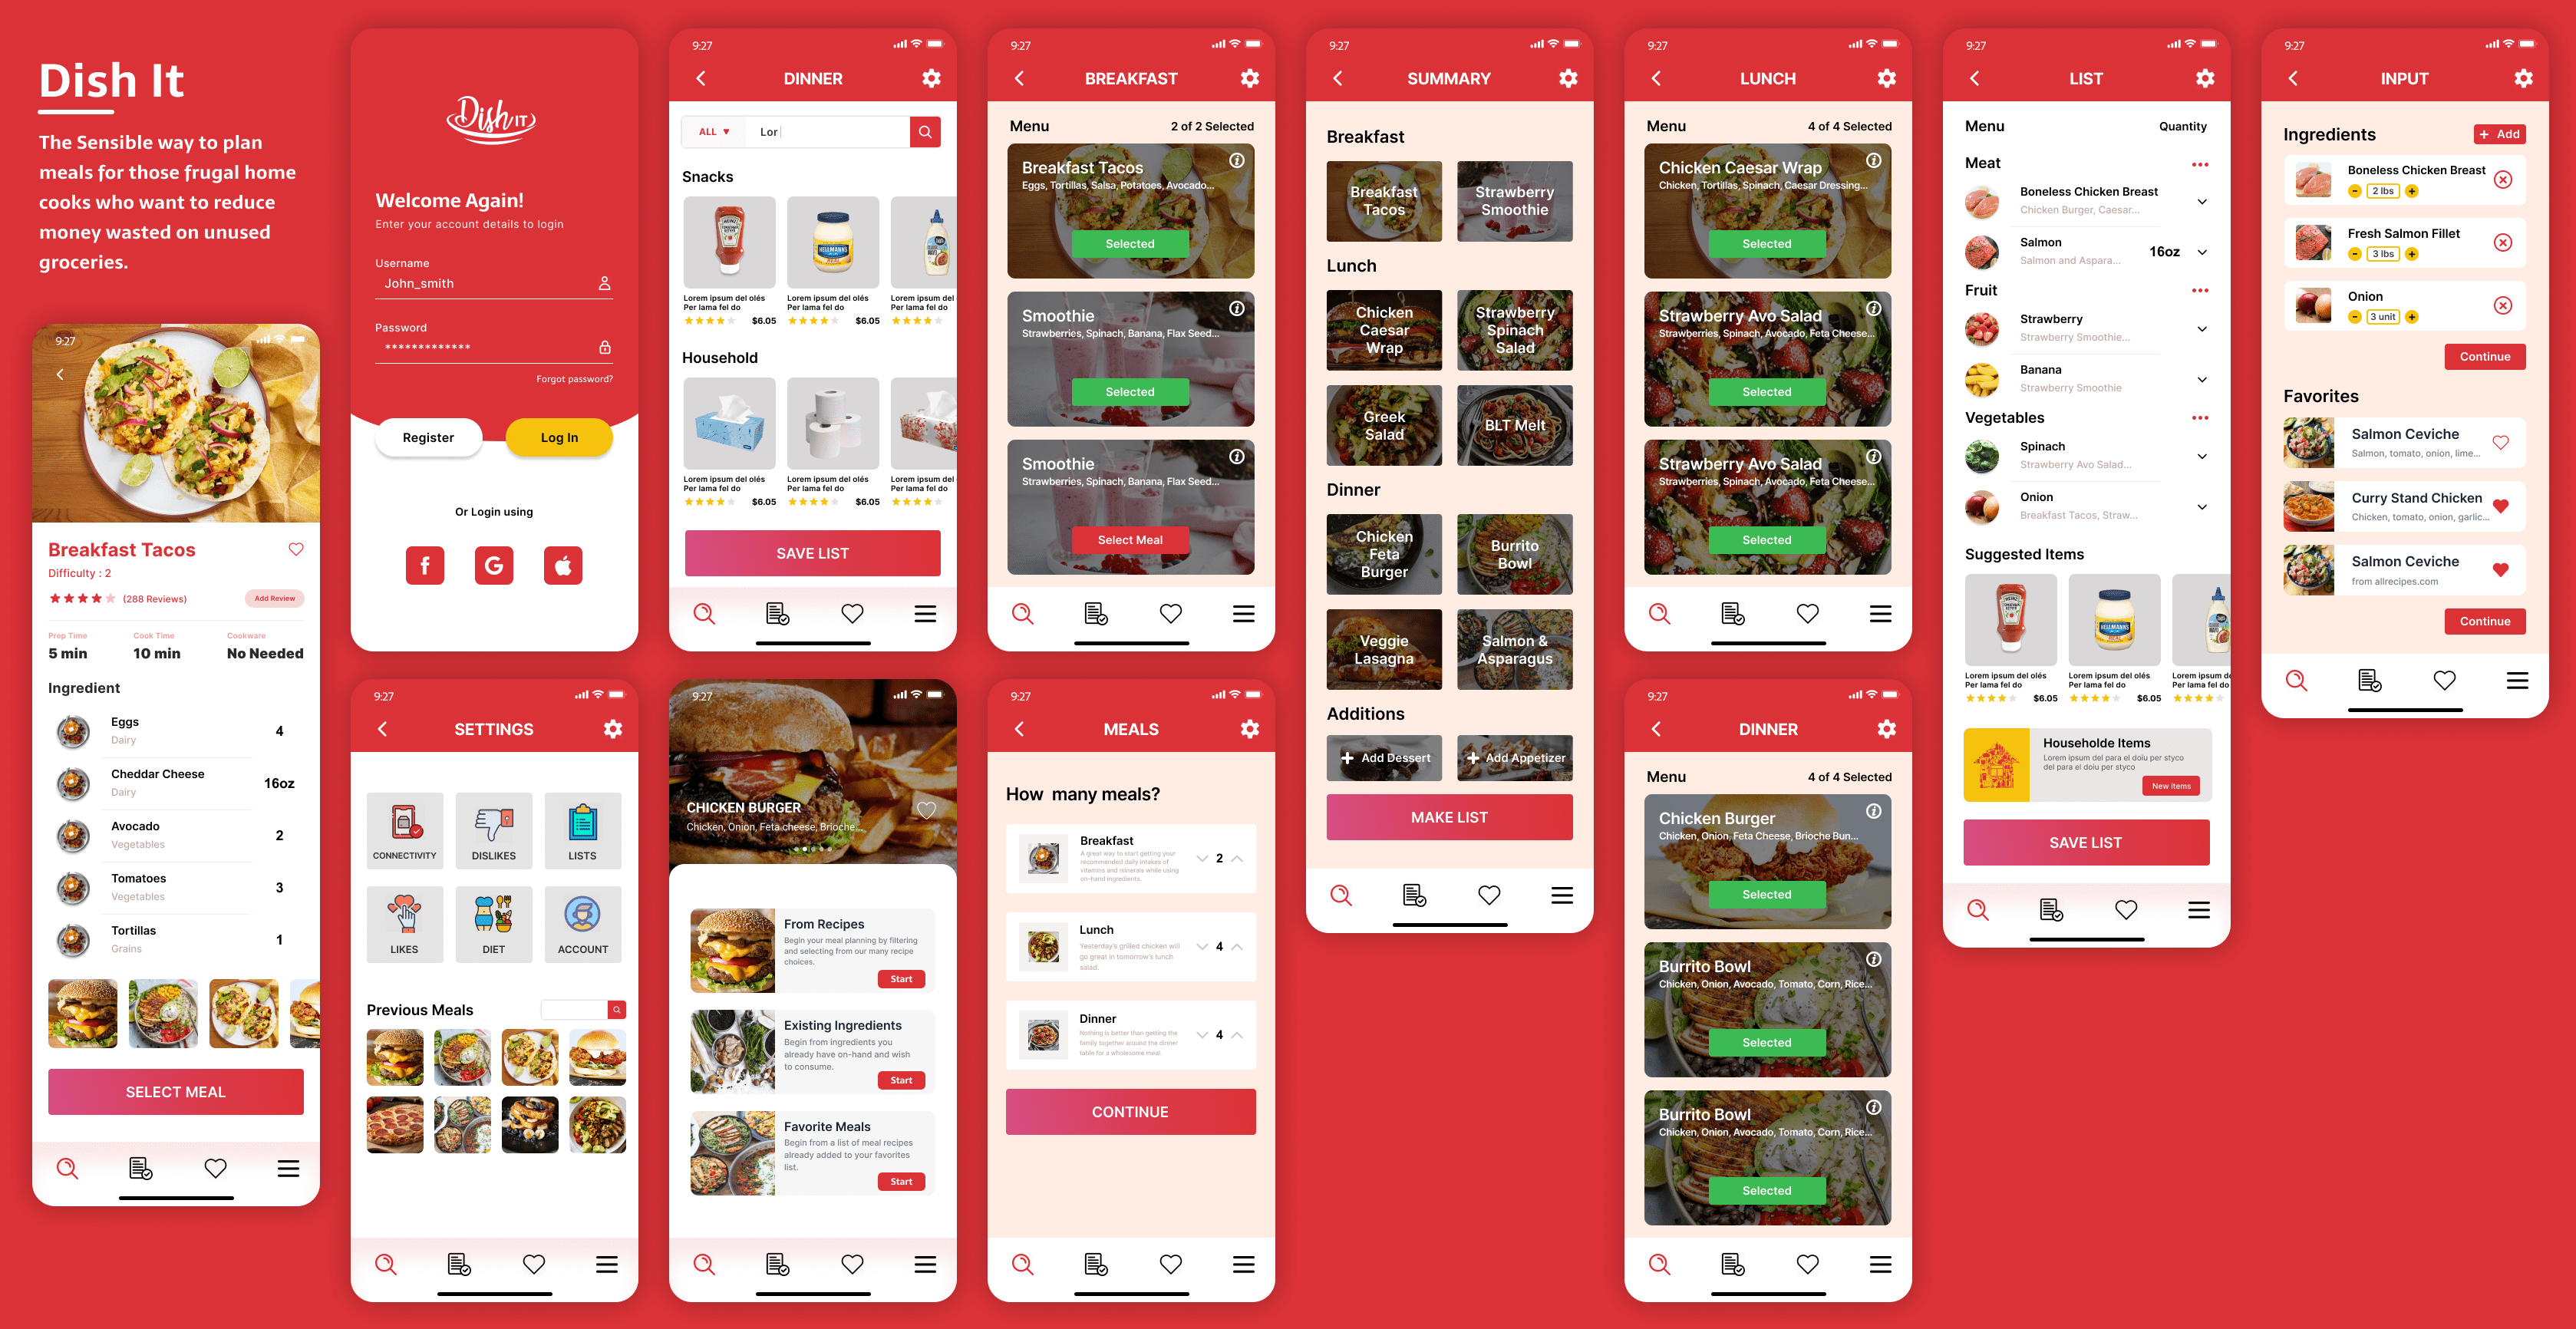 Dish It
The Sensible way to plan
meals for those frugal home
cooks who want to reduce
money wasted on unused
groceries.
9:27
Breakfast Tacos
Difficulty : 2
(288 Reviews)
Add Review
Prep Time Cook Time Cookware
5 min 10 min No Needed
Ingredient
Eggs
Dairy
4
Cheddar Cheese
Dairy
16oz
Avocado
Vegetables
2
Tomatoes
Vegetables
3
Tortillas
Grains
1
SELECT MEAL
Dish IT
Welcome Again!
Enter your account details to login
Username
John_smith
Password
*************
Forgot password?
Register
Log In
Or Login using
9:27
SETTINGS
CONNECTIVITY
DISLIKES
LISTS
LIKES
DIET
ACCOUNT
Previous Meals
9:27
DINNER
ALL
Lor
Snacks
HEINZ
HELLMANN'S
Lorem ipsum del olés
Per lama fel do
$6.05
Lorem ipsum del olés
Per lama fel do
$6.05
Lorem ipsum del
Per lama fel do
Household
Lorem ipsum del olés
Per lama fel do
$6.05
Lorem ipsum del olés
Per lama fel do
$6.05
Lorem ipsum del
Per lama fel do
SAVE LIST
9:27
CHICKEN BURGER
Chicken, Onion, Feta cheese, Brioche...
From Recipes
Begin your meal planning by filtering
and selecting from our many recipe
choices.
Start
Existing Ingredients
Begin from ingredients you
already have on-hand and wish
to consume.
Start
Favorite Meals
Begin from a list of meal recipes
already added to your favorites
list.
Start
9:27
BREAKFAST
Menu
2 of 2 Selected
Breakfast Tacos
Eggs, Tortillas, Salsa, Potatoes, Avocado...
Selected
Smoothie
Strawberries, Spinach, Banana, Flax Seed...
Selected
Smoothie
Strawberries, Spinach, Banana, Flax Seed...
Select Meal
9:27
MEALS
How many meals?
Breakfast
A great way to start getting your
recommended daily intakes of
vitamins and minerals while using
on-hand ingredients.
2
Lunch
Yesterday's grilled chicken will
go great in tomorrow's lunch
salad.
4
Dinner
Nothing is better than getting the
family together around the dinner
table for a wholesome meal.
4
CONTINUE
9:27
SUMMARY
Breakfast
Breakfast
Tacos
Strawberry
Smoothie
Lunch
Chicken
Caesar
Wrap
Strawberry
Spinach
Salad
Greek
Salad
BLT Melt
Dinner
Chicken
Feta
Burger
Burrito
Bowl
Veggie
Lasagna
Salmon &
Asparagus
Additions
+ Add Dessert
+ Add Appetizer
MAKE LIST
9:27
LUNCH
Menu
4 of 4 Selected
Chicken Caesar Wrap
Chicken, Tortillas, Spinach, Caesar Dressing...
Selected
Strawberry Avo Salad
Strawberries, Spinach, Avocado, Feta Cheese...
Selected
Strawberry Avo Salad
Strawberries, Spinach, Avocado, Feta Cheese...
Selected
9:27
DINNER
Menu
4 of 4 Selected
Chicken Burger
Chicken, Onion, Feta Cheese, Brioche Bun...
Selected
Burrito Bowl
Chicken, Onion, Avocado, Tomato, Corn, Rice...
Selected
Burrito Bowl
Chicken, Onion, Avocado, Tomato, Corn, Rice...
Selected
9:27
LIST
Menu
Quantity
Meat
Boneless Chicken Breast
Chicken Burger, Caesar...
Salmon
Salmon and Aspara...
16oz
Fruit
Strawberry
Strawberry Smoothie...
Banana
Strawberry Smoothie
Vegetables
Spinach
Strawberry Avo Salad...
Onion
Breakfast Tacos, Straw...
Suggested Items
HEINZ
HELLMANN'S
Lorem ipsum del olés
Per lama fel do
$6.05
Lorem ipsum del olés
Per lama fel do
$6.05
Lorem ipsum de
Per lama fel do
Householde Items
Lorem ipsum del para el doiu per styco
del para el doiu per styco
New items
SAVE LIST
9:27
INPUT
Ingredients
+ Add
Boneless Chicken Breast
- 2 lbs +
Fresh Salmon Fillet
- 3 lbs +
Onion
- 3 unit +
Continue
Favorites
Salmon Ceviche
Salmon, tomato, onion, lime...
Curry Stand Chicken
Chicken, tomato, onion, garlic...
Salmon Ceviche
from allrecipes.com
Continue